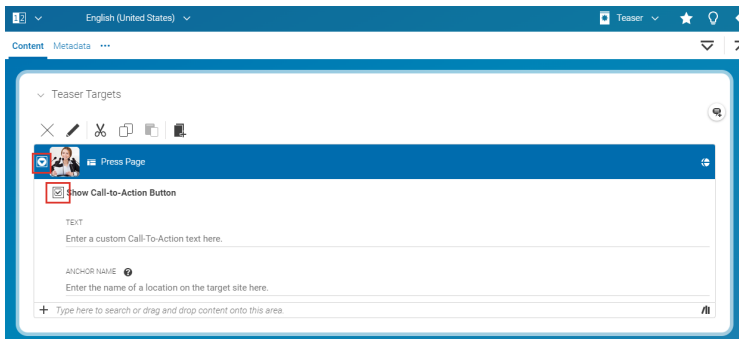 English (United States)
Teaser
Content Metadata
Teaser Targets
Press Page
Show Call-to-Action Button
TEXT
Enter a custom Call-To-Action text here.
ANCHOR NAME
Enter the name of a location on the target site here.
Type here to search or drag and drop content onto this area.